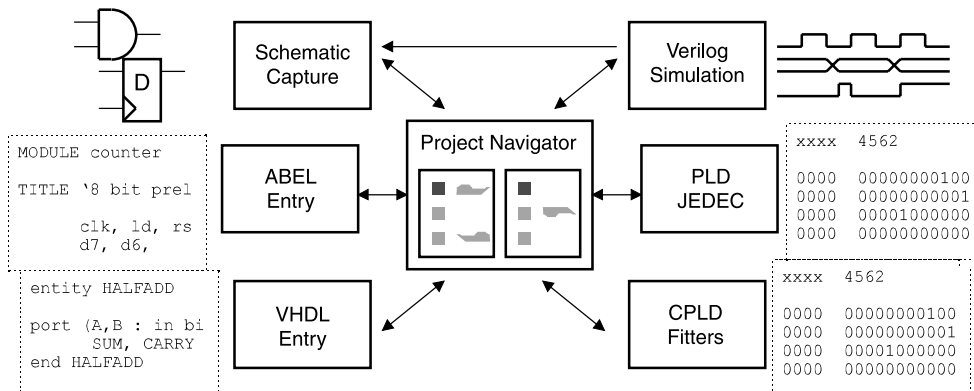 Schematic
Capture
Verilog
Simulation
D
MODULE counter
TITLE ‘8 bit prel
clk, ld, rs
d7, d6,
ABEL
Entry
Project Navigator
PLD
JEDEC
xxxx 4562
0000 00000000100
0000 00000000001
0000 00001000000
0000 00000000000
entity HALFADD
port (A,B : in bi
SUM, CARRY
end HALFADD
VHDL
Entry
CPLD
Fitters
xxxx 4562
0000 00000000100
0000 00000000001
0000 00001000000
0000 00000000000